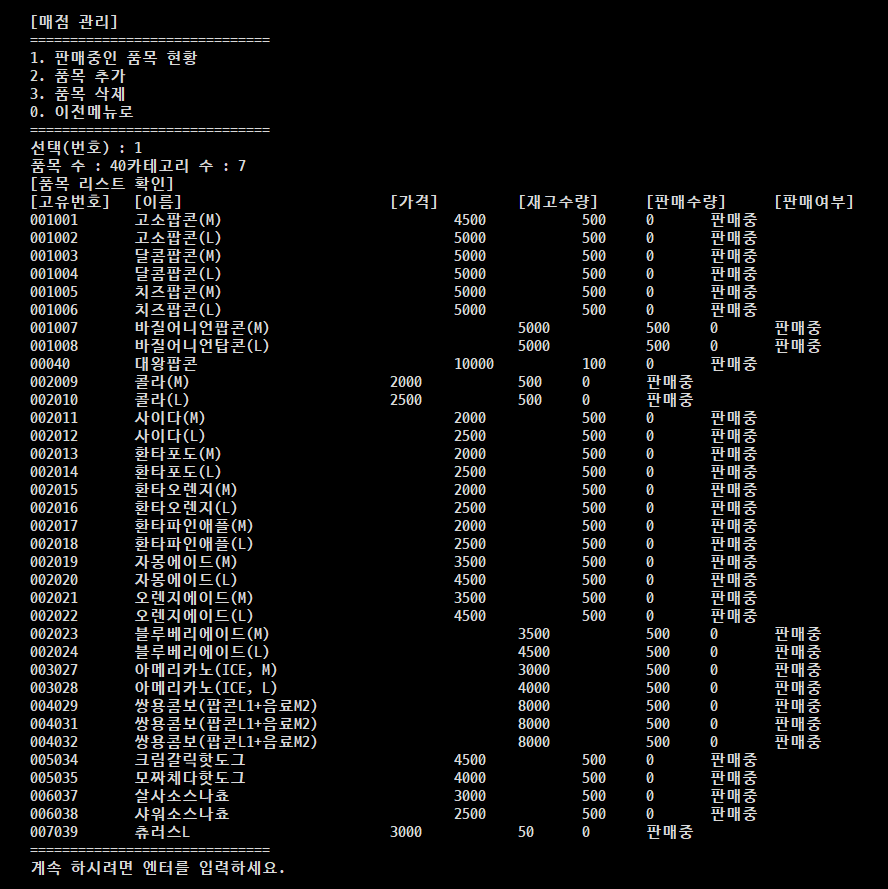 [매점 관리]
==============================
1. 판매중인 품목 현황
2. 품목 추가
3. 품목 삭제
0. 이전메뉴로
==============================
선택(번호) : 1
품목 수 : 40카테고리 수 : 7
[품목 리스트 확인]
[고유번호] [이름] [가격] [재고수량] [판매수량] [판매여부]
001001 고소팝콘(M) 4500 500 0 판매중
001002 고소팝콘(L) 5000 500 0 판매중
001003 달콤팝콘(M) 5000 500 0 판매중
001004 달콤팝콘(L) 5000 500 0 판매중
001005 치즈팝콘(M) 5000 500 0 판매중
001006 치즈팝콘(L) 5000 500 0 판매중
001007 바질어니언팝콘(M) 5000 500 0 판매중
001008 바질어니언탑콘(L) 5000 500 0 판매중
00040 대왕팝콘 10000 100 0 판매중
002009 콜라(M) 2000 500 0 판매중
002010 콜라(L) 2500 500 0 판매중
002011 사이다(M) 2000 500 0 판매중
002012 사이다(L) 2500 500 0 판매중
002013 환타포도(M) 2000 500 0 판매중
002014 환타포도(L) 2500 500 0 판매중
002015 환타오렌지(M) 2000 500 0 판매중
002016 환타오렌지(L) 2500 500 0 판매중
002017 환타파인애플(M) 2000 500 0 판매중
002018 환타파인애플(L) 2500 500 0 판매중
002019 자몽에이드(M) 3500 500 0 판매중
002020 자몽에이드(L) 4500 500 0 판매중
002021 오렌지에이드(M) 3500 500 0 판매중
002022 오렌지에이드(L) 4500 500 0 판매중
002023 블루베리에이드(M) 3500 500 0 판매중
002024 블루베리에이드(L) 4500 500 0 판매중
003027 아메리카노(ICE, M) 3000 500 0 판매중
003028 아메리카노(ICE, L) 4000 500 0 판매중
004029 쌍용콤보(팝콘L1+음료M2) 8000 500 0 판매중
004031 쌍용콤보(팝콘L1+음료M2) 8000 500 0 판매중
004032 쌍용콤보(팝콘L1+음료M2) 8000 500 0 판매중
005034 크림갈릭핫도그 4500 500 0 판매중
005035 모짜체다핫도그 4000 500 0 판매중
006037 살사소스나쵸 3000 500 0 판매중
006038 샤워소스나쵸 2500 500 0 판매중
007039 츄러스L 3000 50 0 판매중
==============================
계속 하시려면 엔터를 입력하세요.